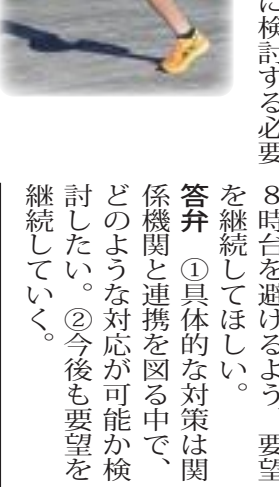 に検討する必要
８時台を避けるよう、要望
を継続してほしい。
答弁　①具体的な対策は関
係機関と連携を図る中で、
どのような対応が可能か検
討したい。②今後も要望を
継続していく。